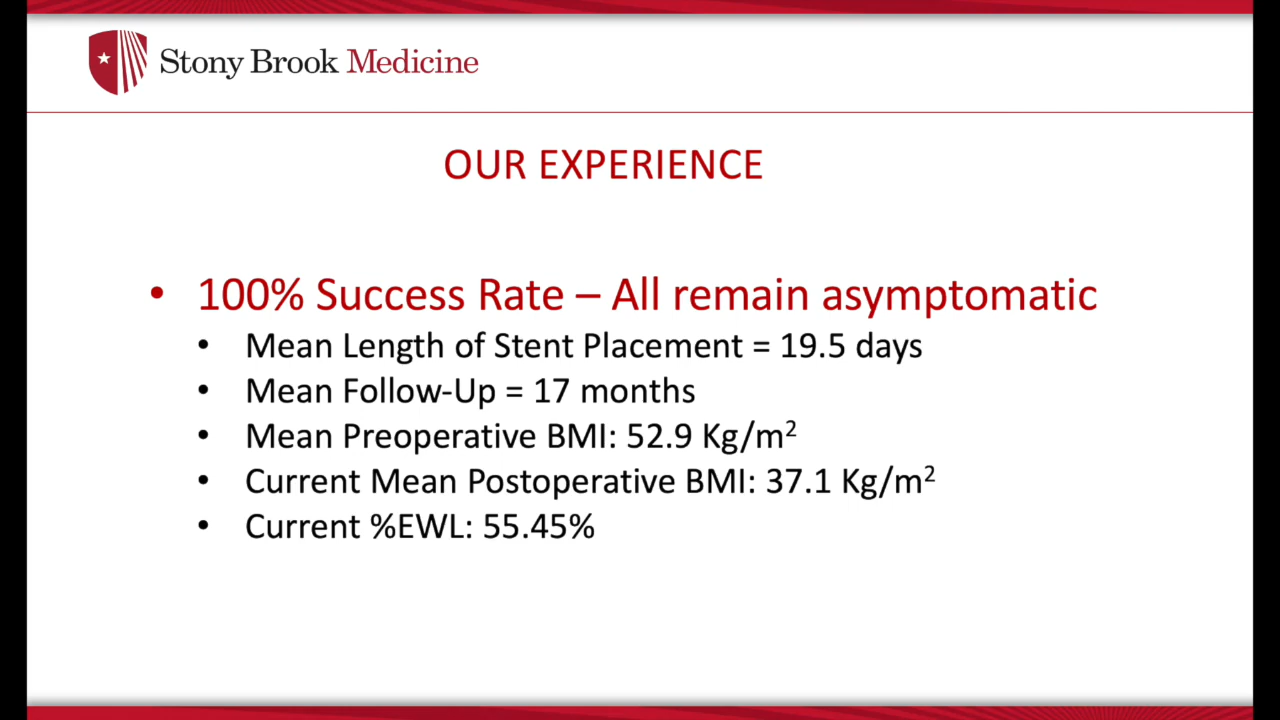 Stony Brook Medicine
OUR EXPERIENCE
• 100% Success Rate – All remain asymptomatic
• Mean Length of Stent Placement = 19.5 days
• Mean Follow-Up = 17 months
• Mean Preoperative BMI: 52.9 Kg/m²
• Current Mean Postoperative BMI: 37.1 Kg/m²
• Current %EWL: 55.45%